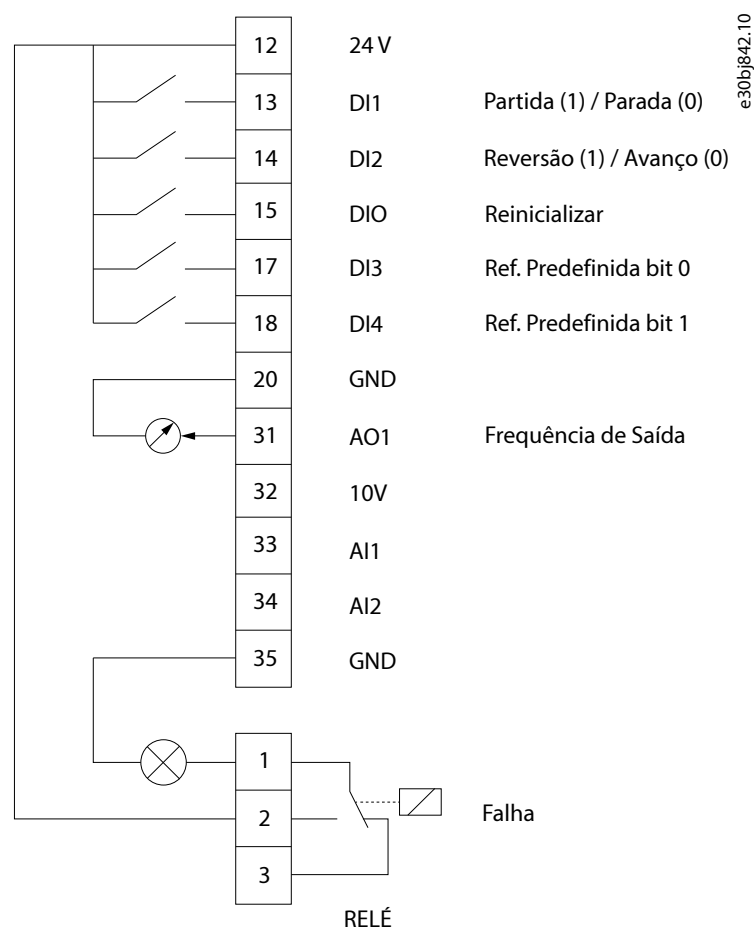 e30bj842.10
12 24 V
13 DI1 Partida (1) / Parada (0)
14 DI2 Reversão (1) / Avanço (0)
15 DIO Reinicializar
17 DI3 Ref. Predefinida bit 0
18 DI4 Ref. Predefinida bit 1
20 GND
31 AO1 Frequência de Saída
32 10V
33 AI1
34 AI2
35 GND
1
2 Falha
3
RELÉ